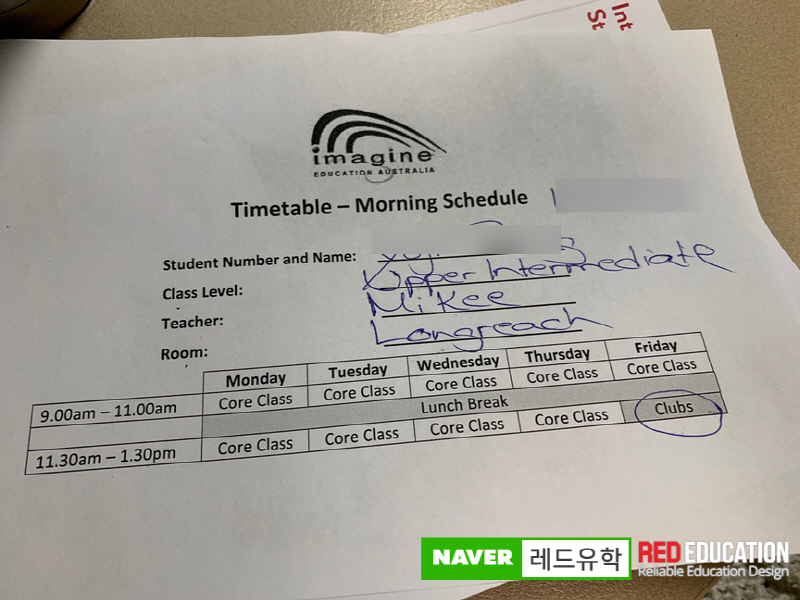 Int
St
imagine
EDUCATION AUSTRALIA
Timetable – Morning Schedule
Student Number and Name:
Class Level: Upper Intermediate
Teacher: Mikee
Room: Longreach
Monday Tuesday Wednesday Thursday Friday
9.00am – 11.00am Core Class Core Class Core Class Core Class Core Class
Lunch Break
11.30am – 1.30pm Core Class Core Class Core Class Core Class Clubs
NAVER 레드유학
RED EDUCATION
Reliable Education Design